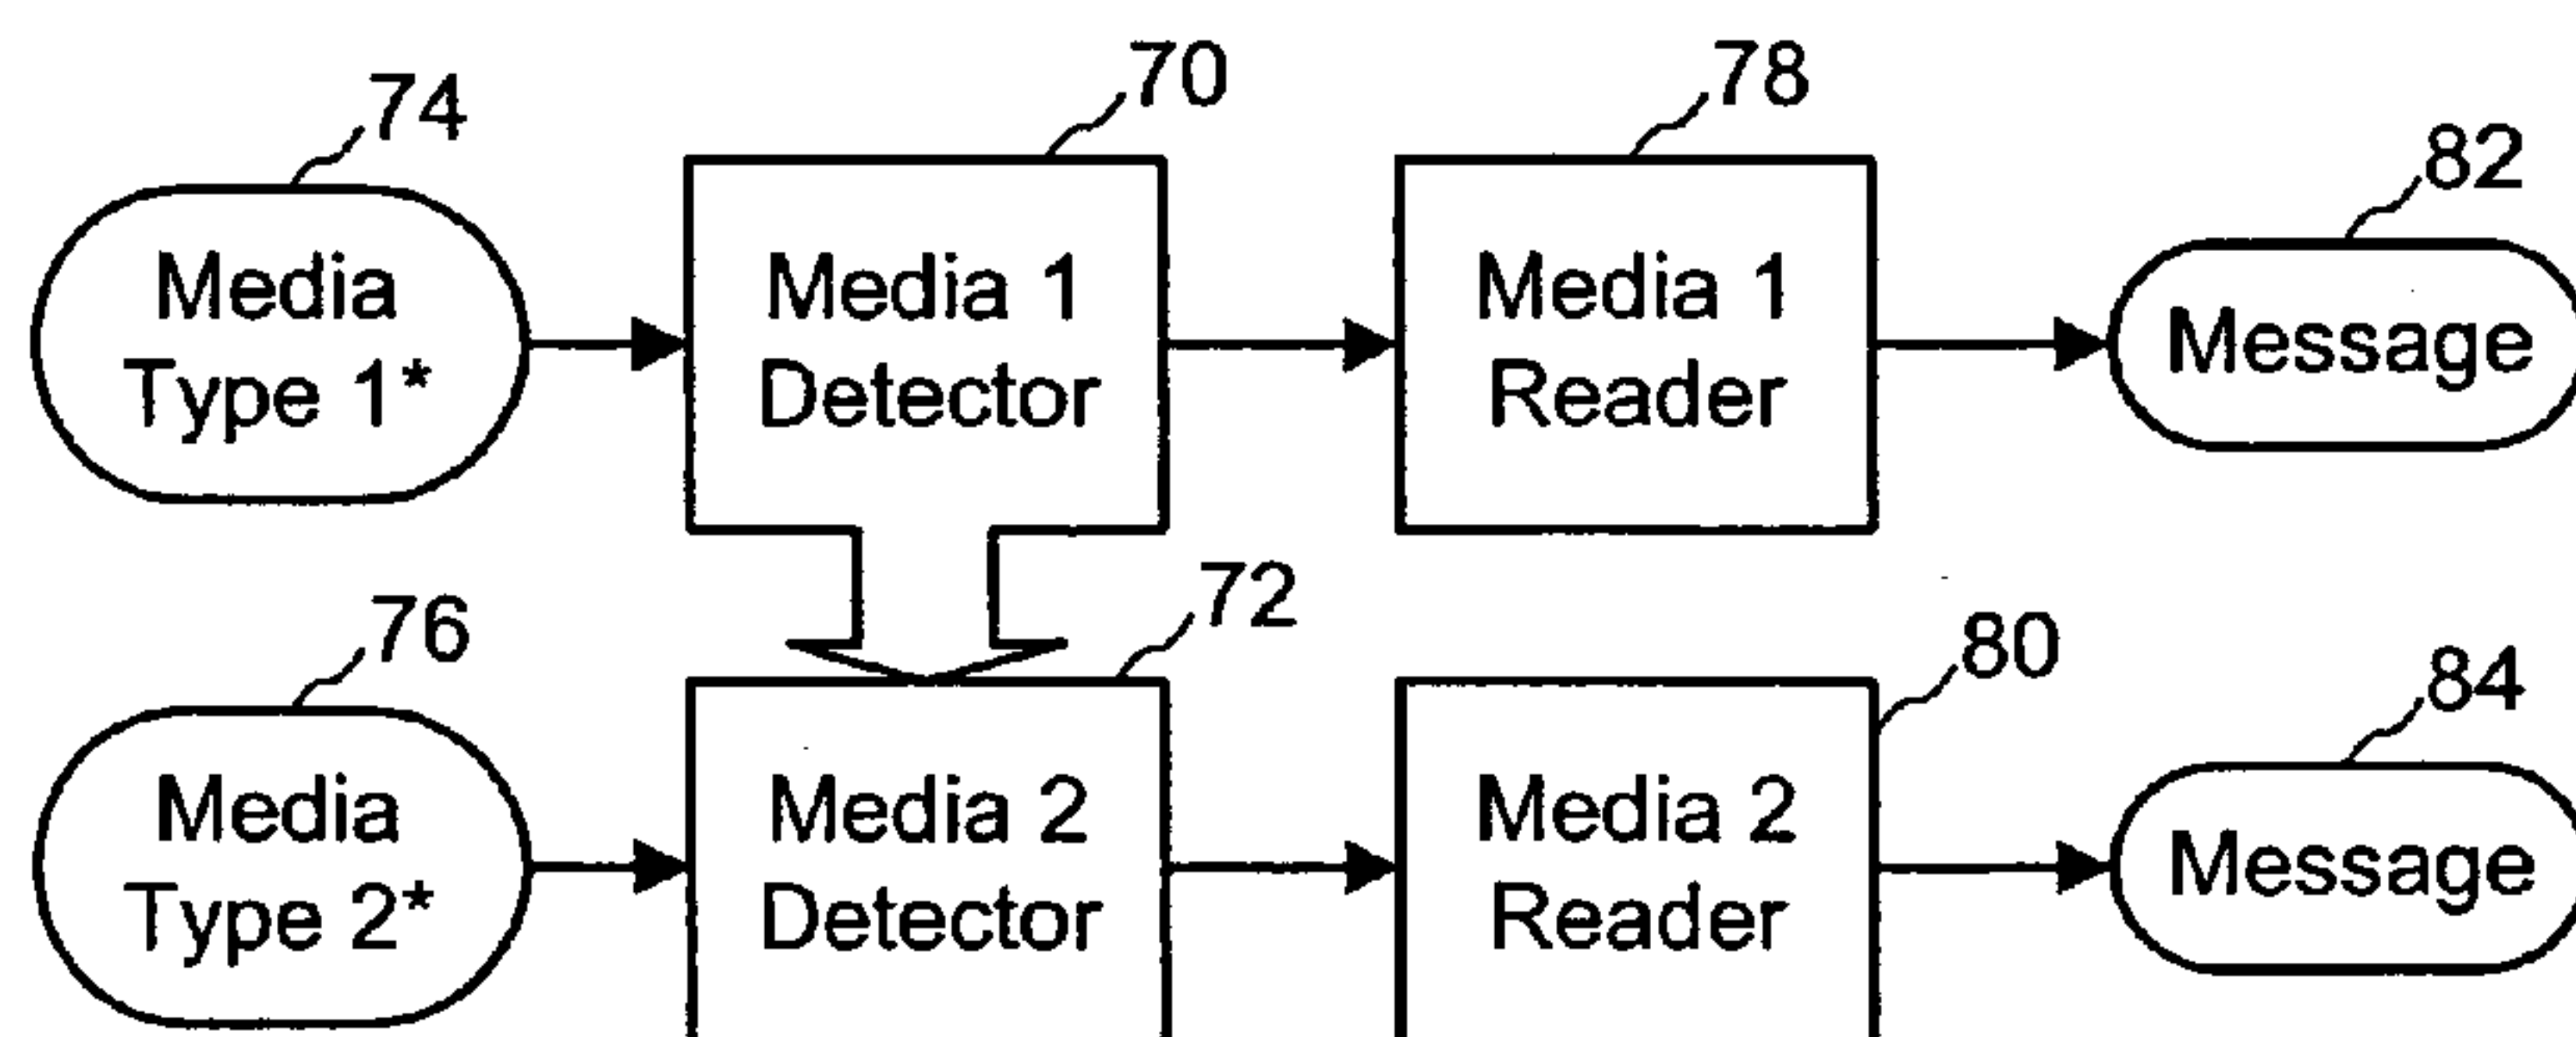 74
70
78
82
Media
Type 1*
Media 1
Detector
Media 1
Reader
Message
76
72
80
84
Media
Type 2*
Media 2
Detector
Media 2
Reader
Message